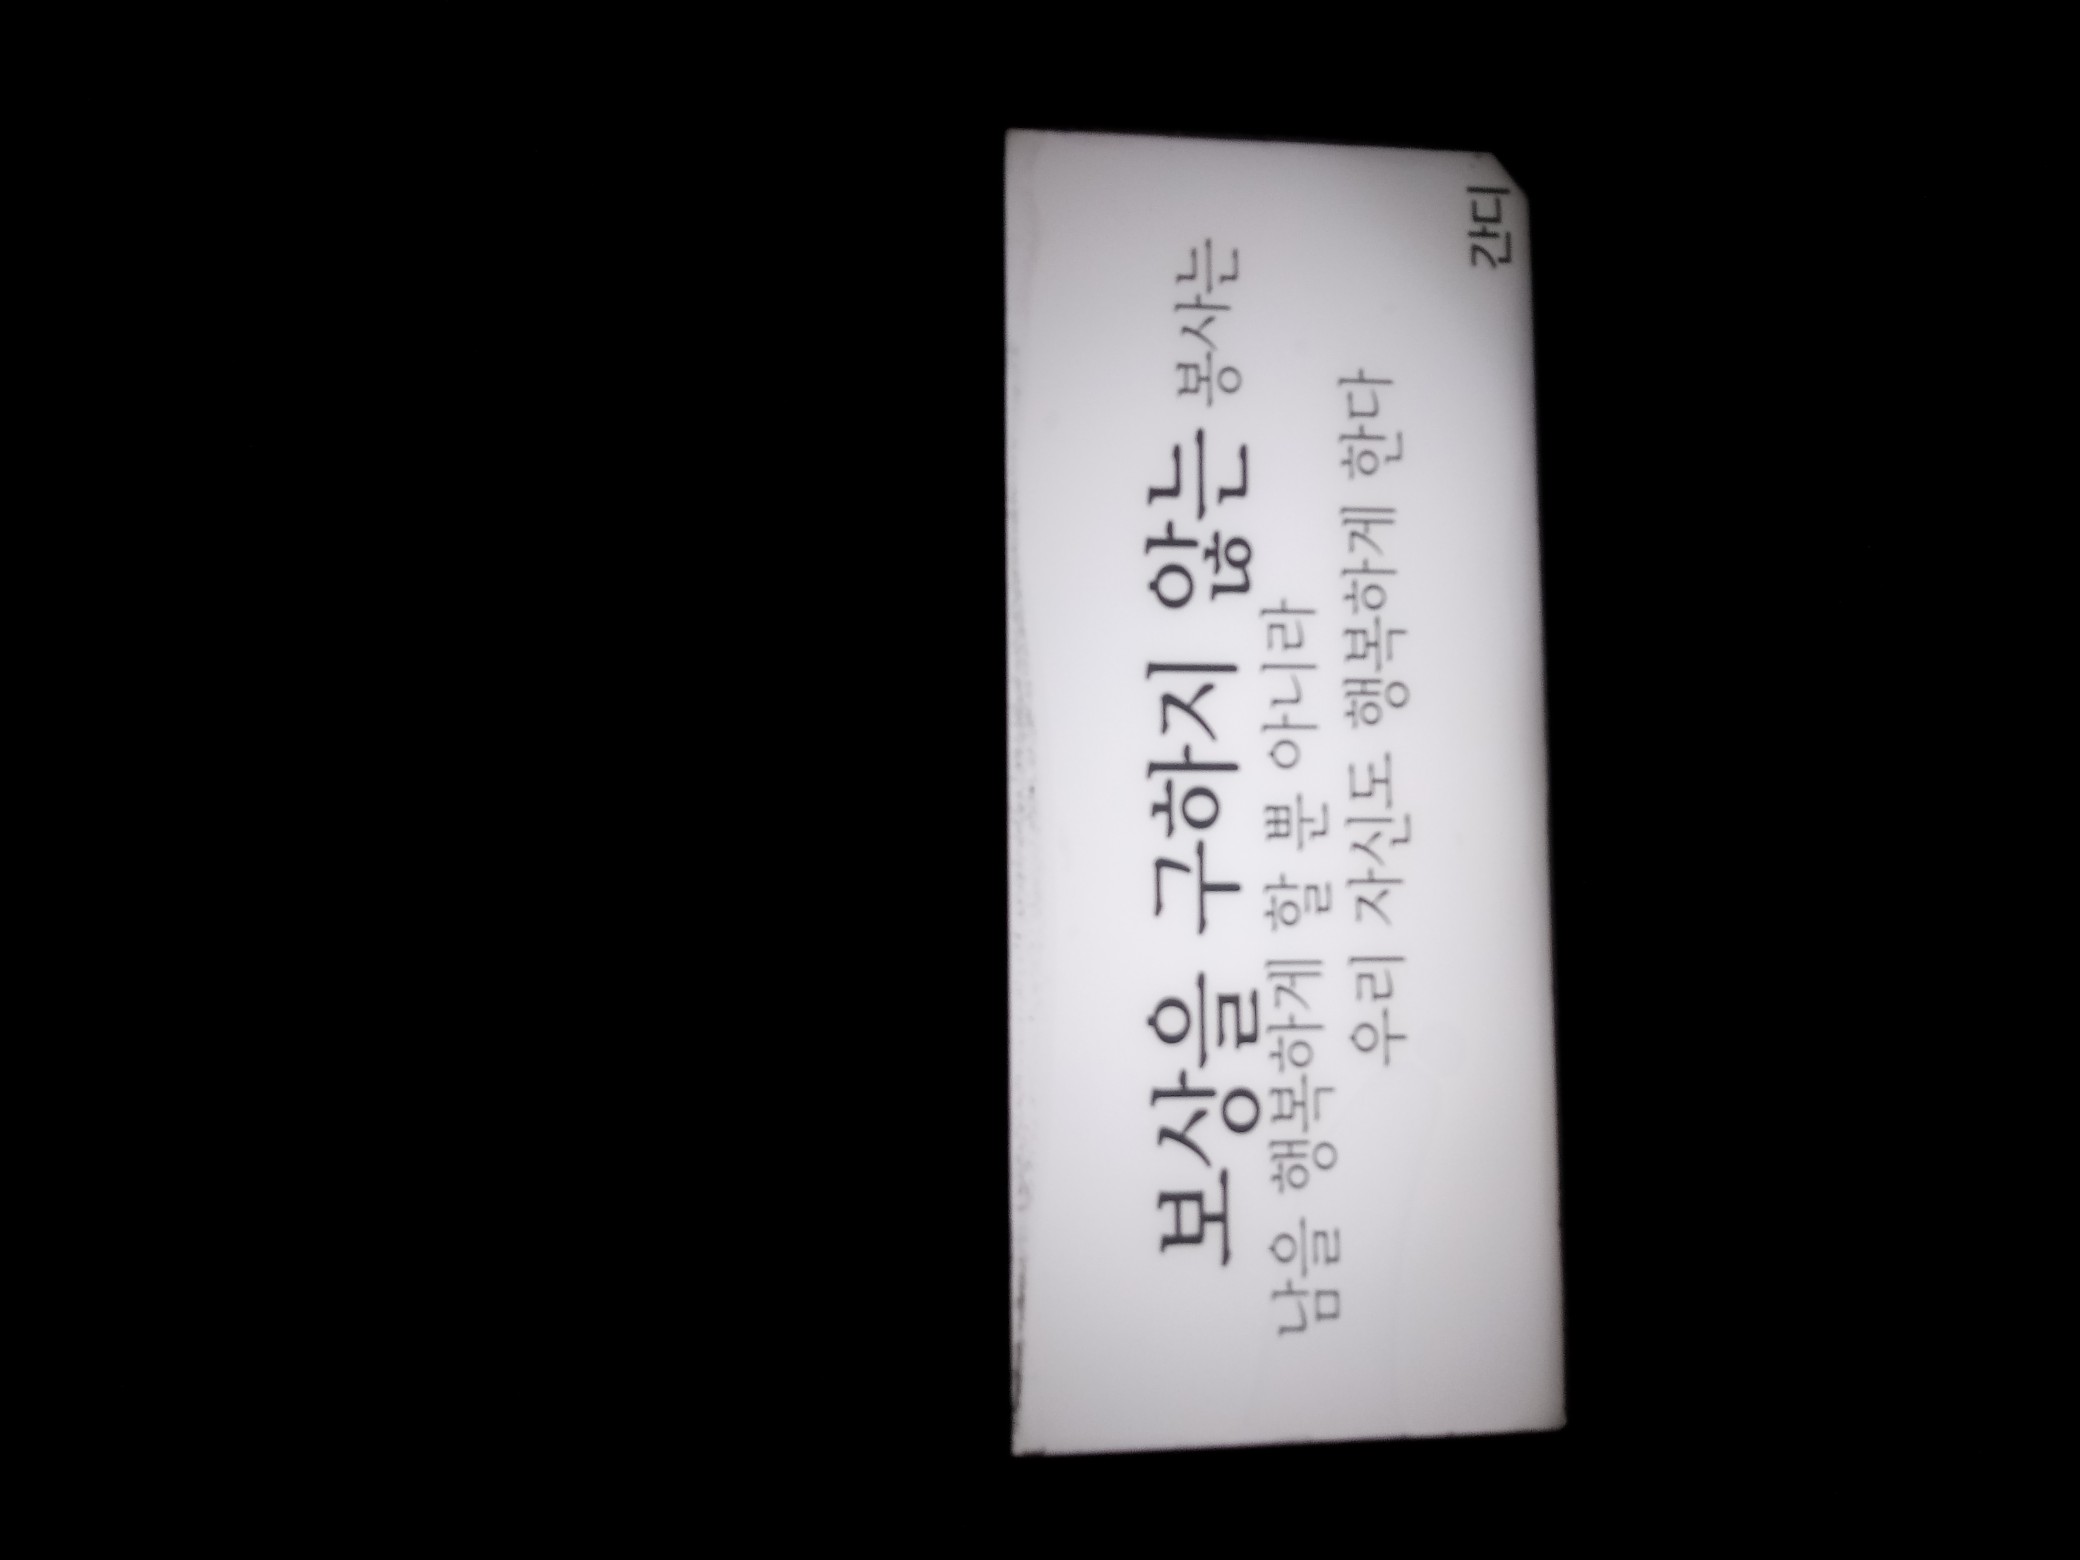 보상을 구하지 않는 봉사는
남을 행복하게 할 뿐 아니라
우리 자신도 행복하게 한다
간디